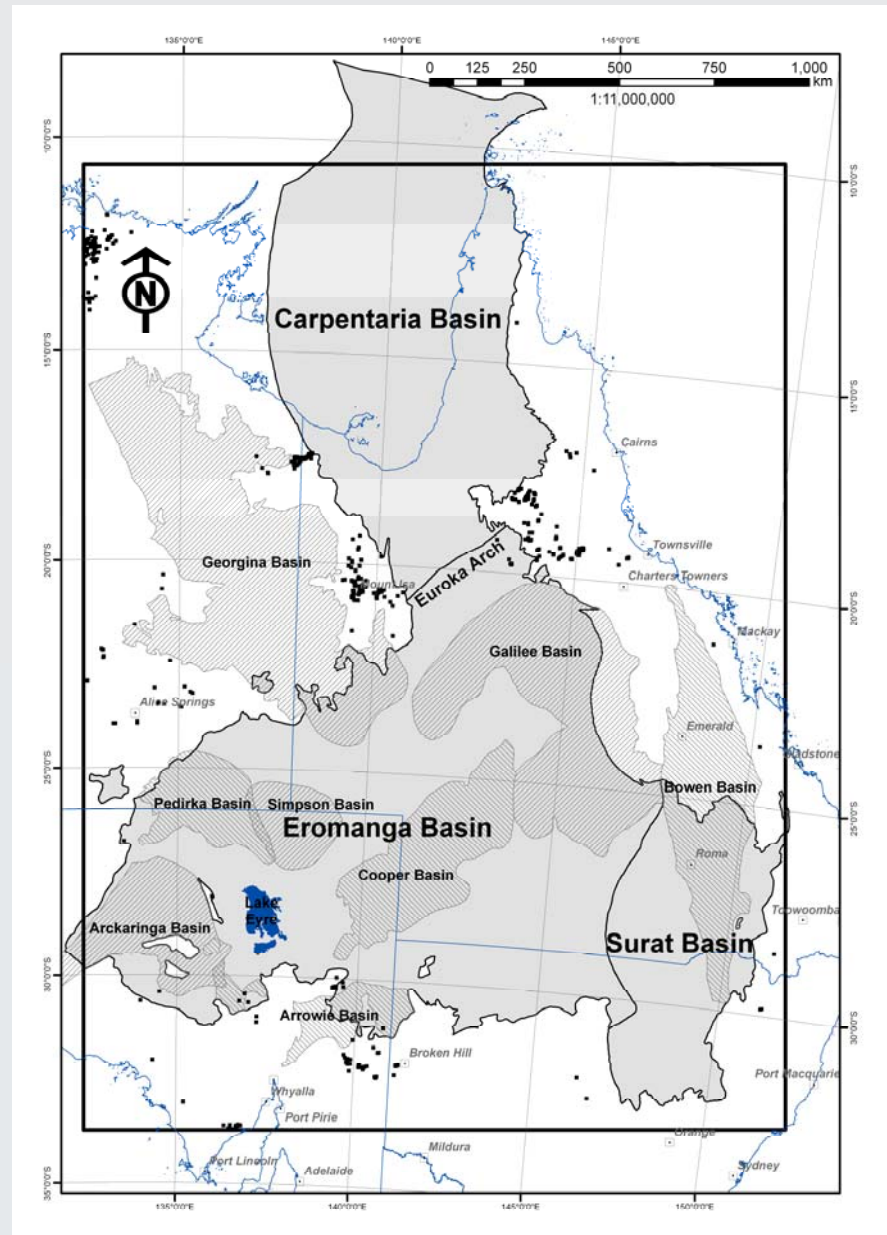 135°0'0"E
140°0'0"E
145°0'0"E
0 125 250 500 750 1,000
km
1:11,000,000
10°0'0"S
10°0'0"S
N
Carpentaria Basin
15°0'0"S
15°0'0"S
Cairns
Townsville
20°0'0"S
Georgina Basin
Euroka Arch
Mount Isa
Charters Towers
20°0'0"S
Mackay
Galilee Basin
Alice Springs
Emerald
Gladstone
25°0'0"S
Bowen Basin
Pedirka Basin
Simpson Basin
25°0'0"S
Eromanga Basin
Roma
Cooper Basin
Lake
Eyre
Toowoomba
Arckaringa Basin
Surat Basin
30°0'0"S
Arrowie Basin
30°0'0"S
Broken Hill
Port Macquarie
Whyalla
Port Pirie
Orange
Mildura
Port Lincoln
Adelaide
Sydney
35°0'0"S
135°0'0"E
140°0'0"E
145°0'0"E
150°0'0"E